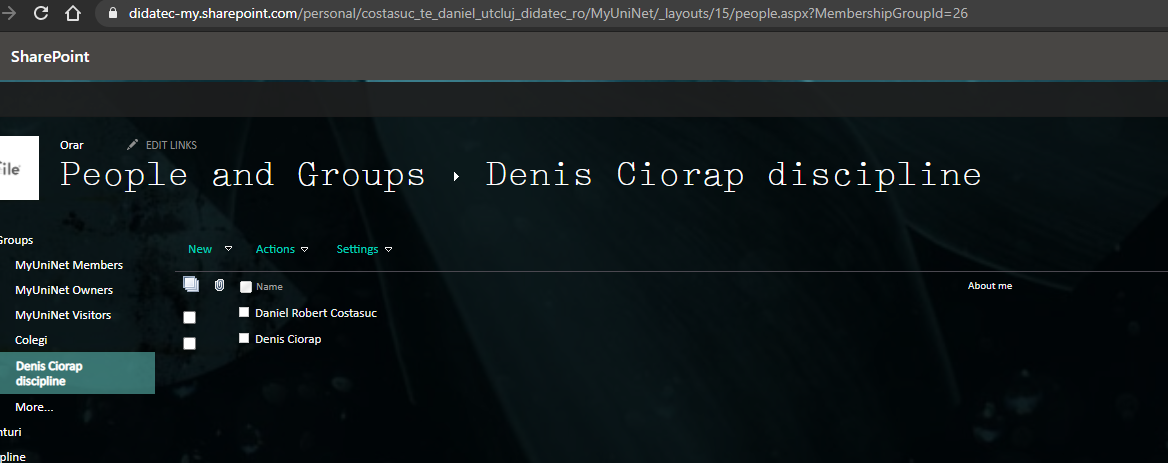 didatec-my.sharepoint.com/personal/costasuc_te_daniel_utcluj_didatec_ro/MyUniNet/_layouts/15/people.aspx?MembershipGroupId=26
SharePoint
Orar EDIT LINKS
People and Groups Denis Ciorap discipline
Groups
New Actions Settings
MyUniNet Members
MyUniNet Owners
MyUniNet Visitors
Colegi
Denis Ciorap
discipline
More...
Name About me
Daniel Robert Costasuc
Denis Ciorap